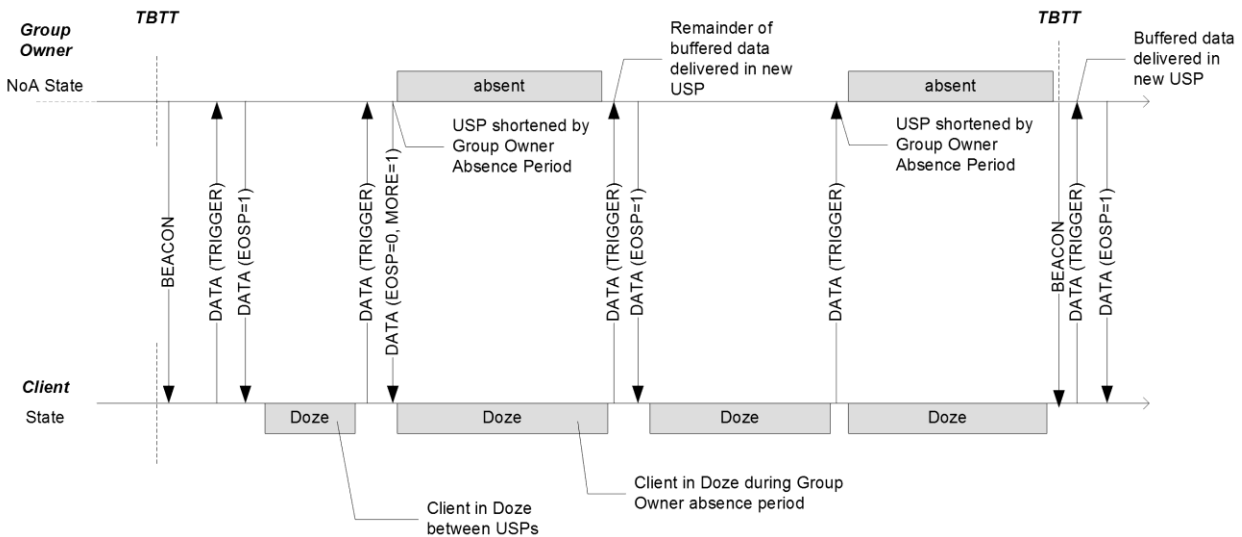 TBTT
TBTT
Group
Owner
NoA State
absent
absent
Remainder of
buffered data
delivered in new
USP
Buffered data
delivered in
new USP
USP shortened by
Group Owner
Absence Period
USP shortened by
Group Owner
Absence Period
BEACON
DATA (TRIGGER)
DATA (EOSP=1)
DATA (TRIGGER)
DATA (EOSP=0, MORE=1)
DATA (TRIGGER)
DATA (EOSP=1)
DATA (TRIGGER)
BEACON
DATA (TRIGGER)
DATA (EOSP=1)
Client
State
Doze
Doze
Doze
Doze
Client in Doze
between USPs
Client in Doze during Group
Owner absence period